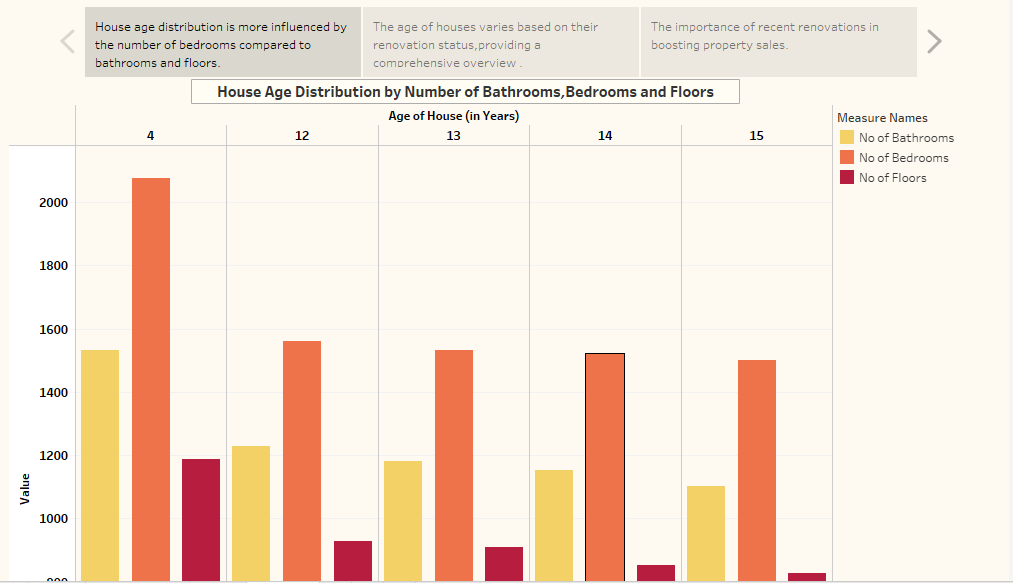 House age distribution is more influenced by
the number of bedrooms compared to
bathrooms and floors.
The age of houses varies based on their
renovation status,providing a
comprehensive overview .
The importance of recent renovations in
boosting property sales.
House Age Distribution by Number of Bathrooms,Bedrooms and Floors
Age of House (in Years)
4 12 13 14 15
Measure Names
No of Bathrooms
No of Bedrooms
No of Floors
2000
1800
1600
1400
1200
1000
800
Value